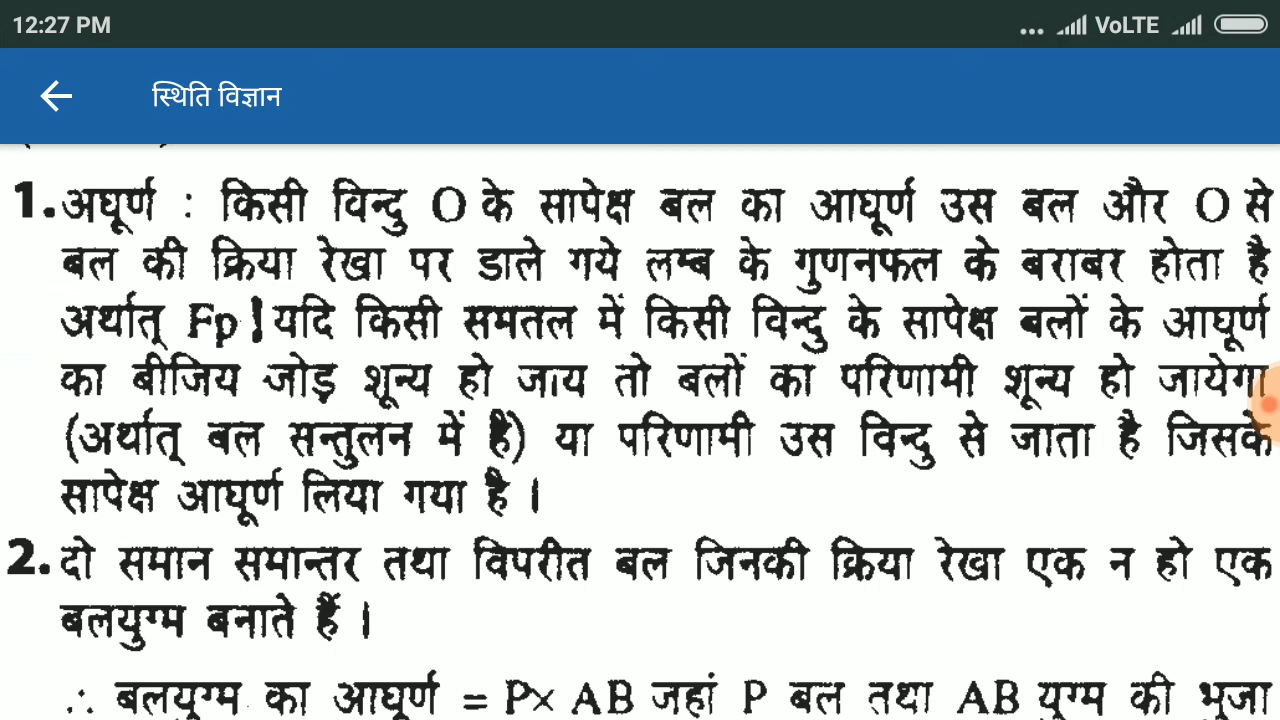 12:27 PM ... VoLTE
स्थिति विज्ञान
1. अघूर्ण : किसी विन्दु O के सापेक्ष बल का आघूर्ण उस बल और O से
बल की क्रिया रेखा पर डाले गये लम्ब के गुणनफल के बराबर होता है
अर्थात् Fp । यदि किसी समतल में किसी विन्दु के सापेक्ष बलों के आघूर्ण
का बीजिय जोड़ शून्य हो जाय तो बलों का परिणामी शून्य हो जायेगा
(अर्थात् बल सन्तुलन में है) या परिणामी उस विन्दु से जाता है जिसके
सापेक्ष आघूर्ण लिया गया है ।
2. दो समान समान्तर तथा विपरीत बल जिनकी क्रिया रेखा एक न हो एक
बलयुग्म बनाते हैं ।
∴ बलयुग्म का आघूर्ण = P× AB जहां P बल तथा AB युग्म की भुजा